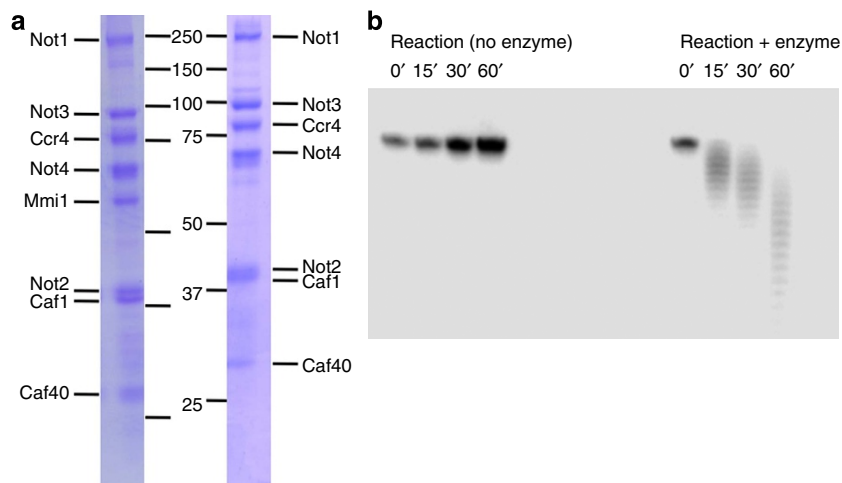 a
Not1
Not3
Ccr4
Not4
Mmi1
Not2
Caf1
Caf40
250
150
100
75
50
37
25
Not1
Not3
Ccr4
Not4
Not2
Caf1
Caf40
b
Reaction (no enzyme)
0′ 15′ 30′ 60′
Reaction + enzyme
0′ 15′ 30′ 60′